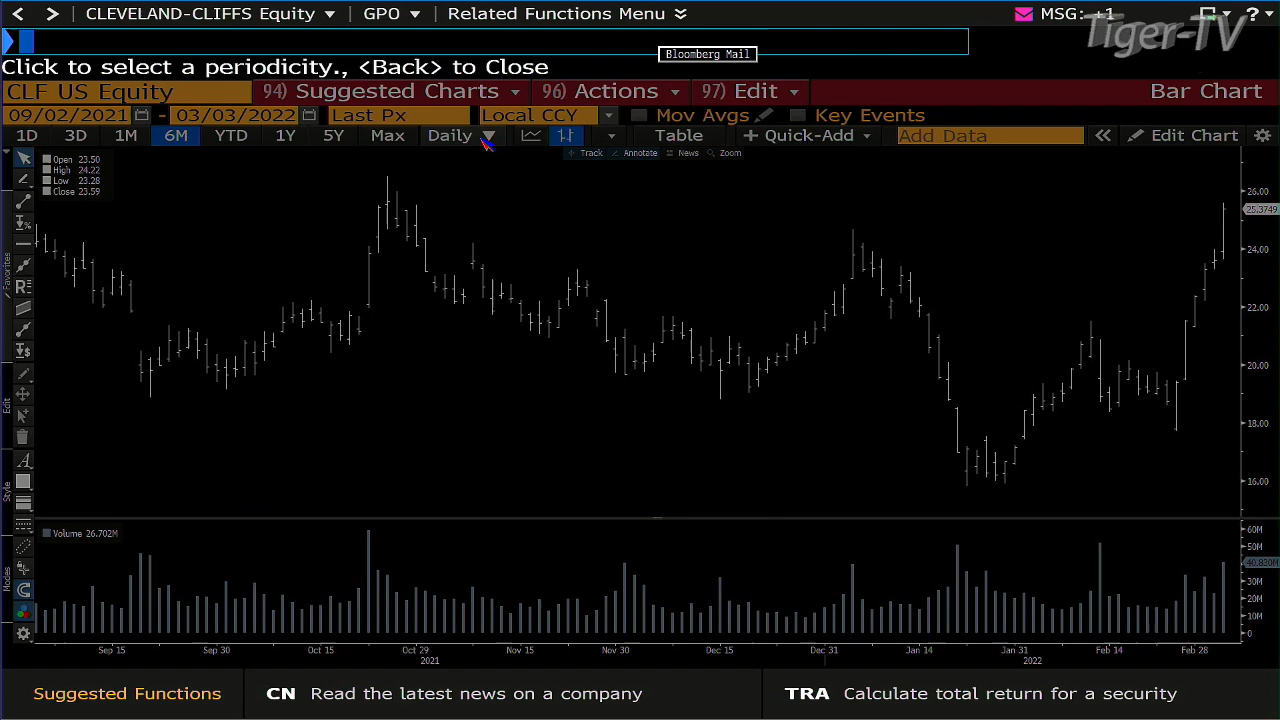 CLEVELAND-CLIFFS Equity GPO Related Functions Menu MSG: +1 ?
Tiger-TV
Bloomberg Mail
Click to select a periodicity., <Back> to Close
CLF US Equity 94) Suggested Charts 96) Actions 97) Edit Bar Chart
09/02/2021 - 03/03/2022 Last Px Local CCY Mov Avgs Key Events
1D 3D 1M 6M YTD 1Y 5Y Max Daily Table + Quick-Add Add Data « Edit Chart
Track Annotate News Zoom
Open 23.50
High 24.22
Low 23.28
Close 23.59
26.00
25.3749
24.00
22.00
20.00
18.00
16.00
Favorites
Edit
Style
Modes
Volume 26.702M
60M
50M
40.830M
30M
20M
10M
0
Sep 15 Sep 30 Oct 15 Oct 29 Nov 15 Nov 30 Dec 15 Dec 31 Jan 14 Jan 31 Feb 14 Feb 28
2021 2022
Suggested Functions CN Read the latest news on a company TRA Calculate total return for a security